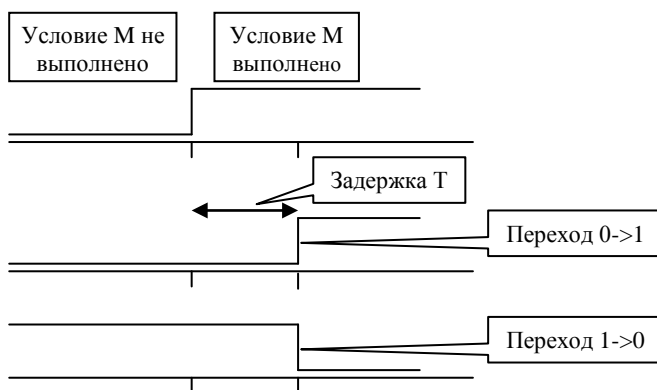 Условие М не
выполнено
Условие М
выполнено
Задержка Т
Переход 0->1
Переход 1->0